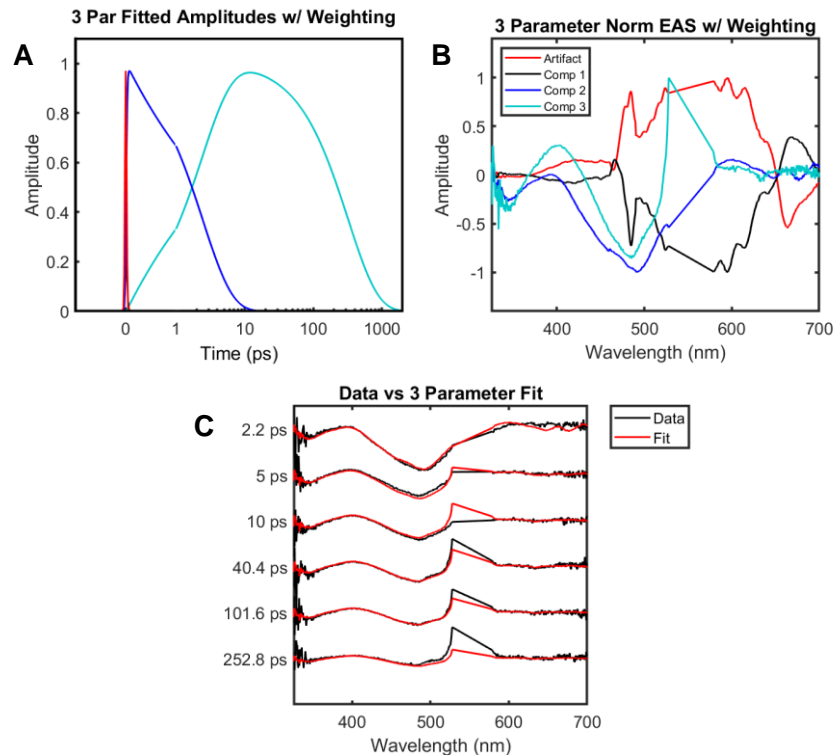 3 Par Fitted Amplitudes w/ Weighting
A
1
0.8
0.6
0.4
0.2
0
Amplitude
0 1 10 100 1000
Time (ps)
3 Parameter Norm EAS w/ Weighting
B
Artifact
Comp 1
Comp 2
Comp 3
1
0.5
0
-0.5
-1
Amplitude
400 500 600 700
Wavelength (nm)
Data vs 3 Parameter Fit
C
2.2 ps
5 ps
10 ps
40.4 ps
101.6 ps
252.8 ps
Data
Fit
400 500 600 700
Wavelength (nm)